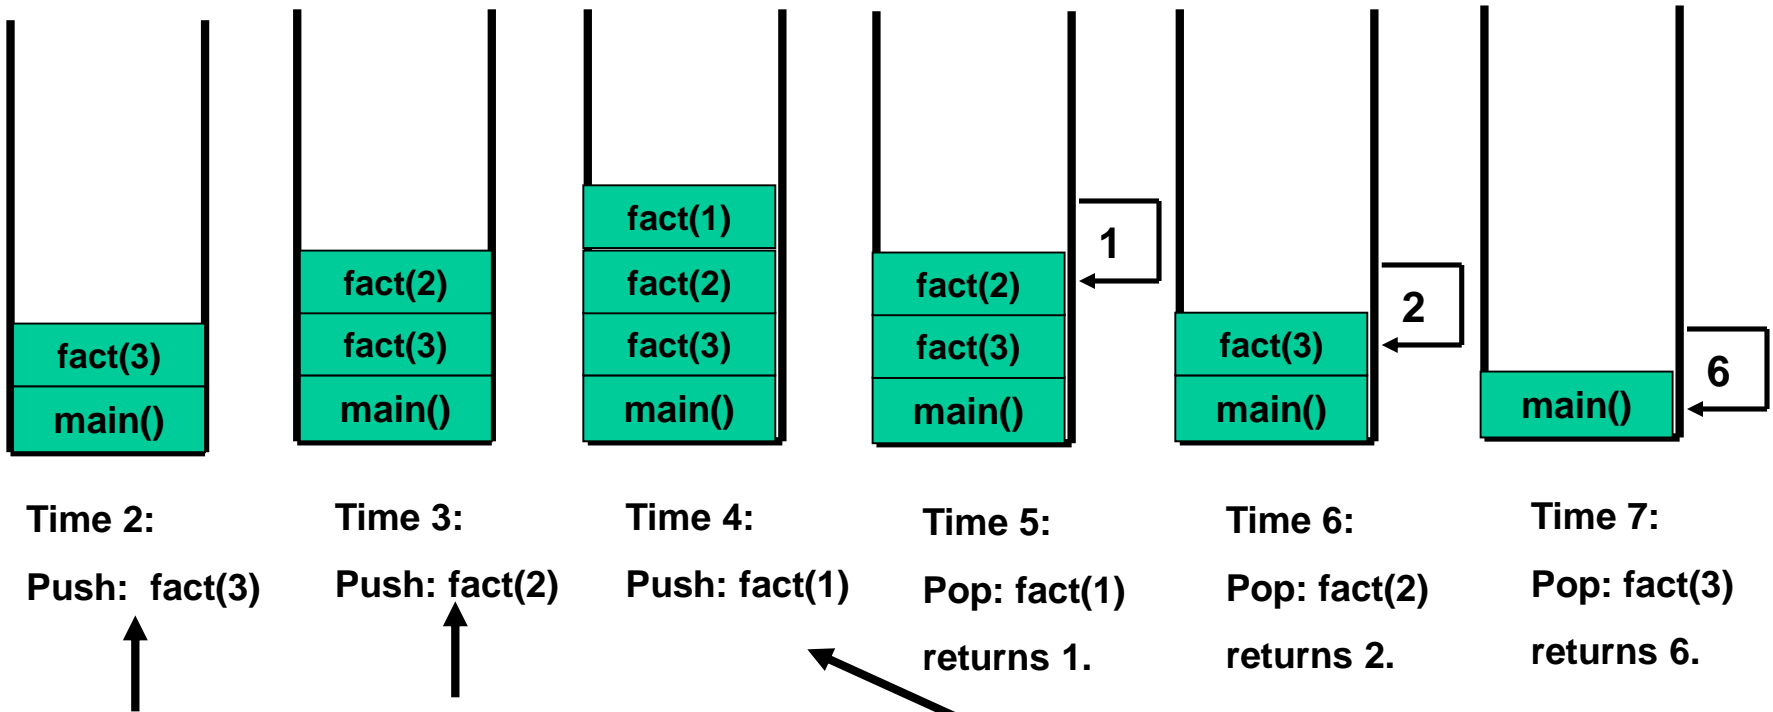 fact(3)
main()
Time 2:
Push: fact(3)
fact(2)
fact(3)
main()
Time 3:
Push: fact(2)
fact(1)
fact(2)
fact(3)
main()
Time 4:
Push: fact(1)
1
fact(2)
fact(3)
main()
Time 5:
Pop: fact(1)
returns 1.
2
fact(3)
main()
Time 6:
Pop: fact(2)
returns 2.
6
main()
Time 7:
Pop: fact(3)
returns 6.